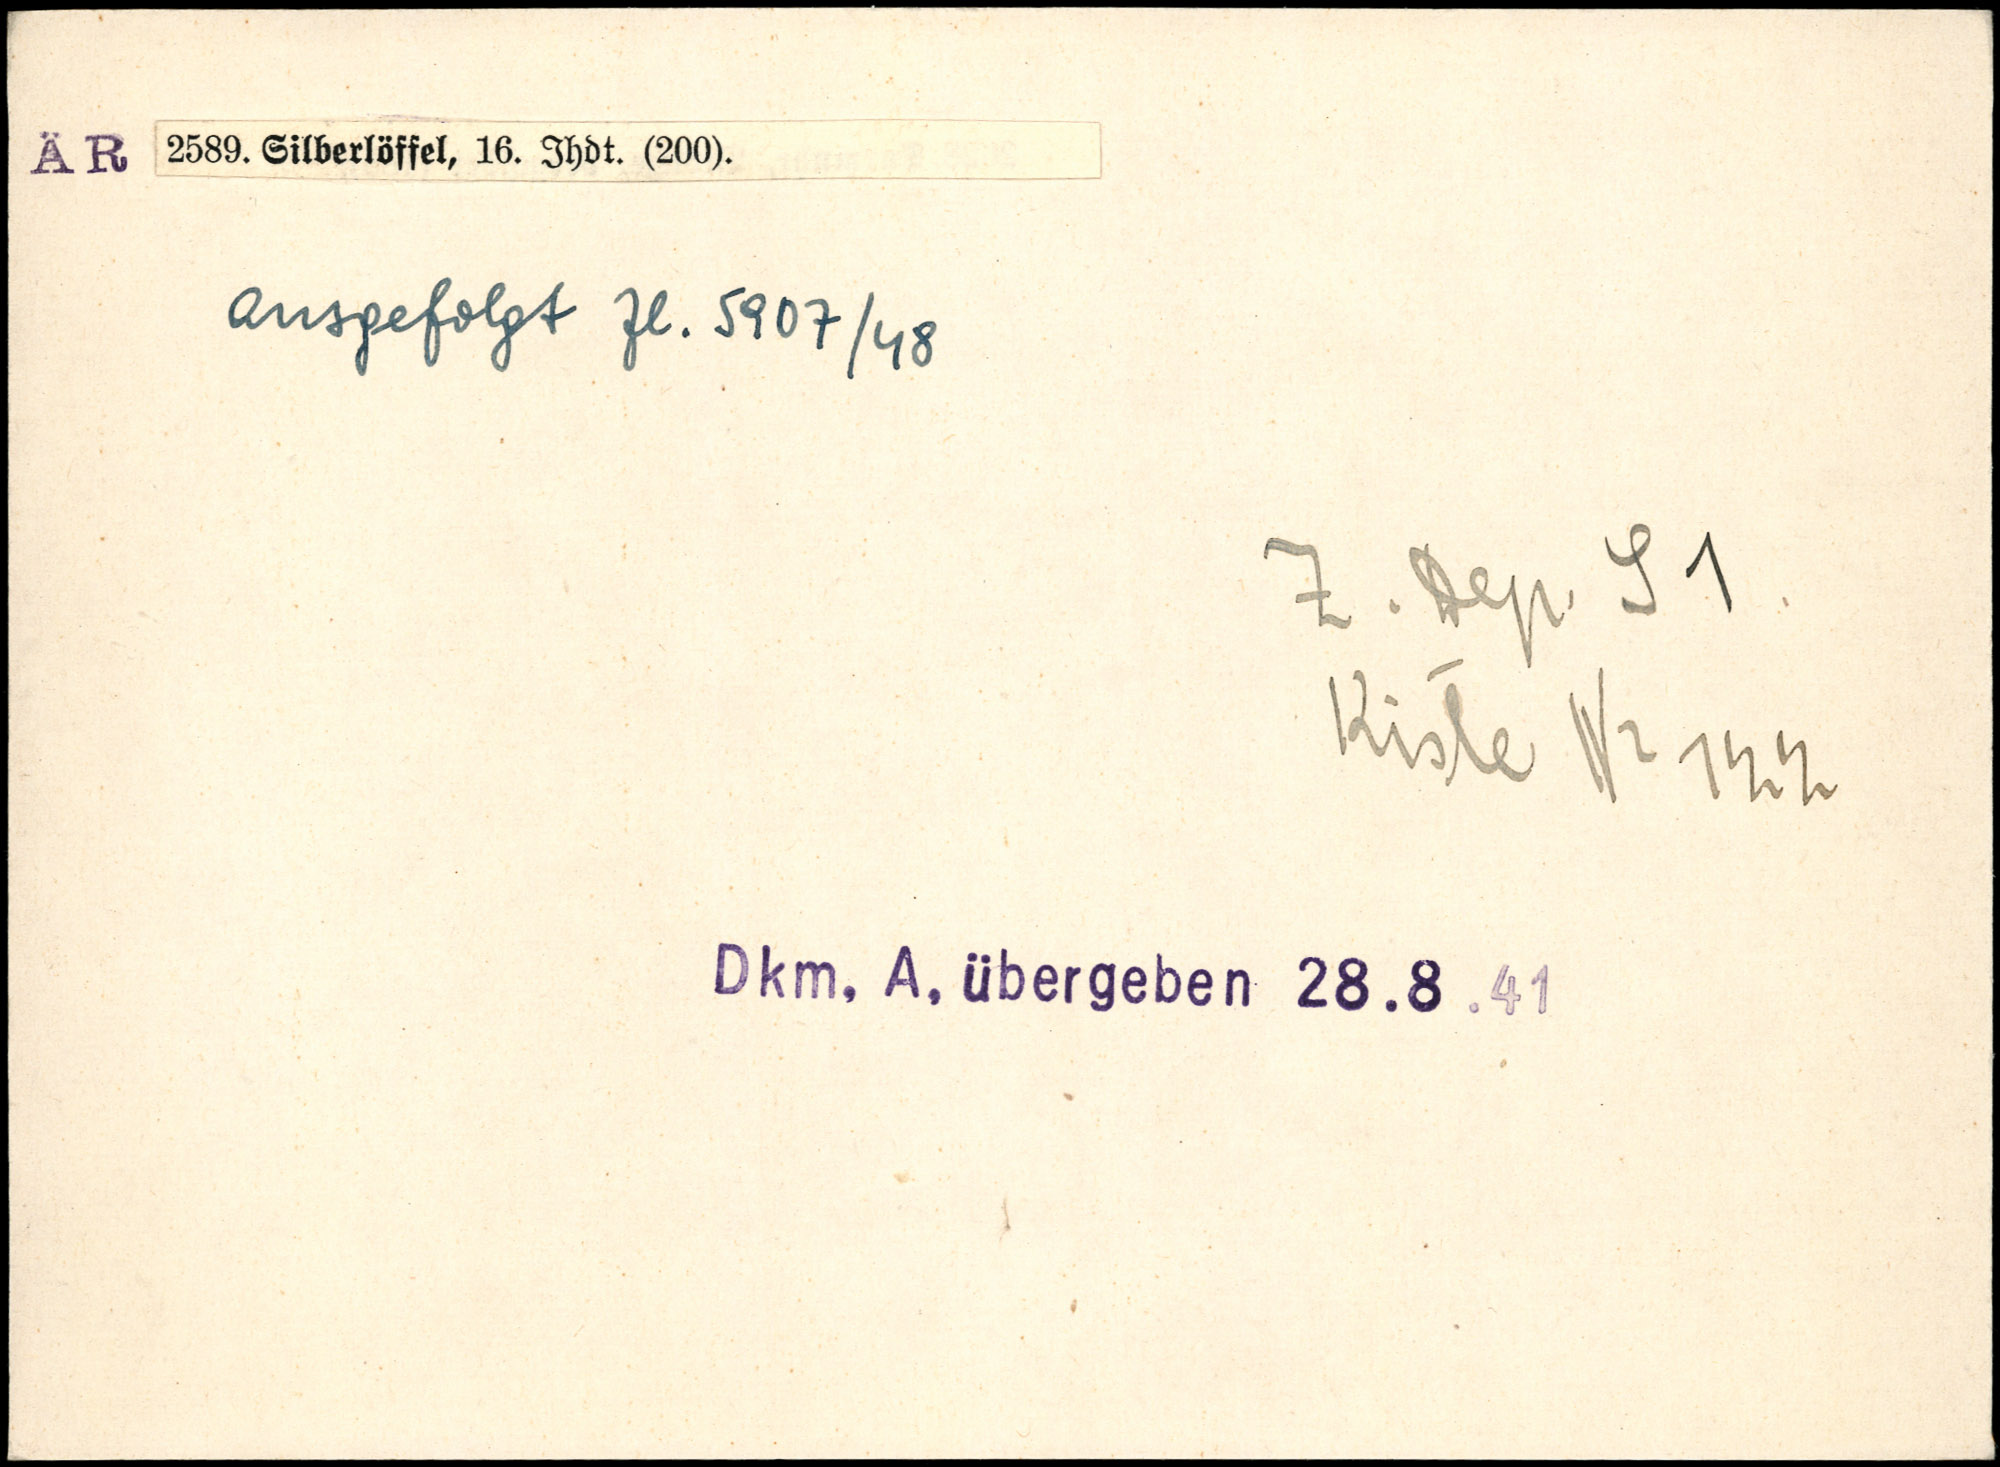 ÄR 2589. Silberlöffel, 16. Jhdt. (200).
ausgefolgt Zl. 5907/48
Z. Dep. S 1
Kiste Nr 122
Dkm. A. übergeben 28.8.41